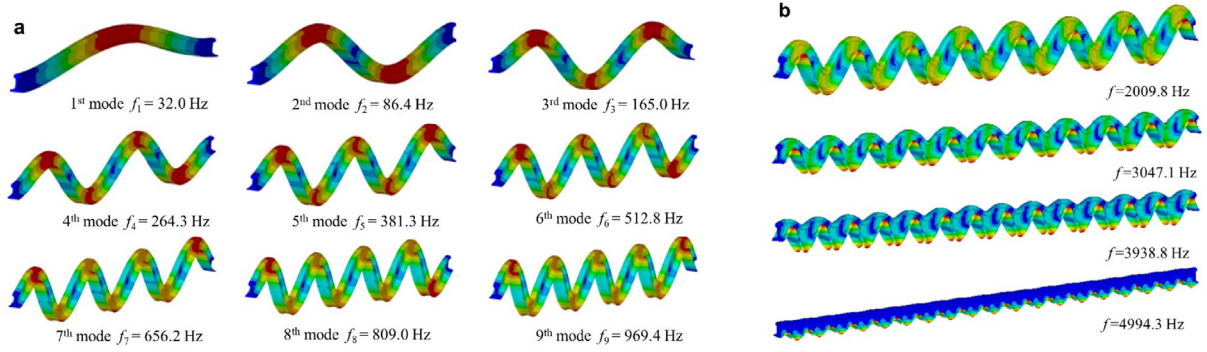 a
1st mode f1 = 32.0 Hz
2nd mode f2 = 86.4 Hz
3rd mode f3 = 165.0 Hz
4th mode f4 = 264.3 Hz
5th mode f5 = 381.3 Hz
6th mode f6 = 512.8 Hz
7th mode f7 = 656.2 Hz
8th mode f8 = 809.0 Hz
9th mode f9 = 969.4 Hz
b
f=2009.8 Hz
f=3047.1 Hz
f=3938.8 Hz
f=4994.3 Hz